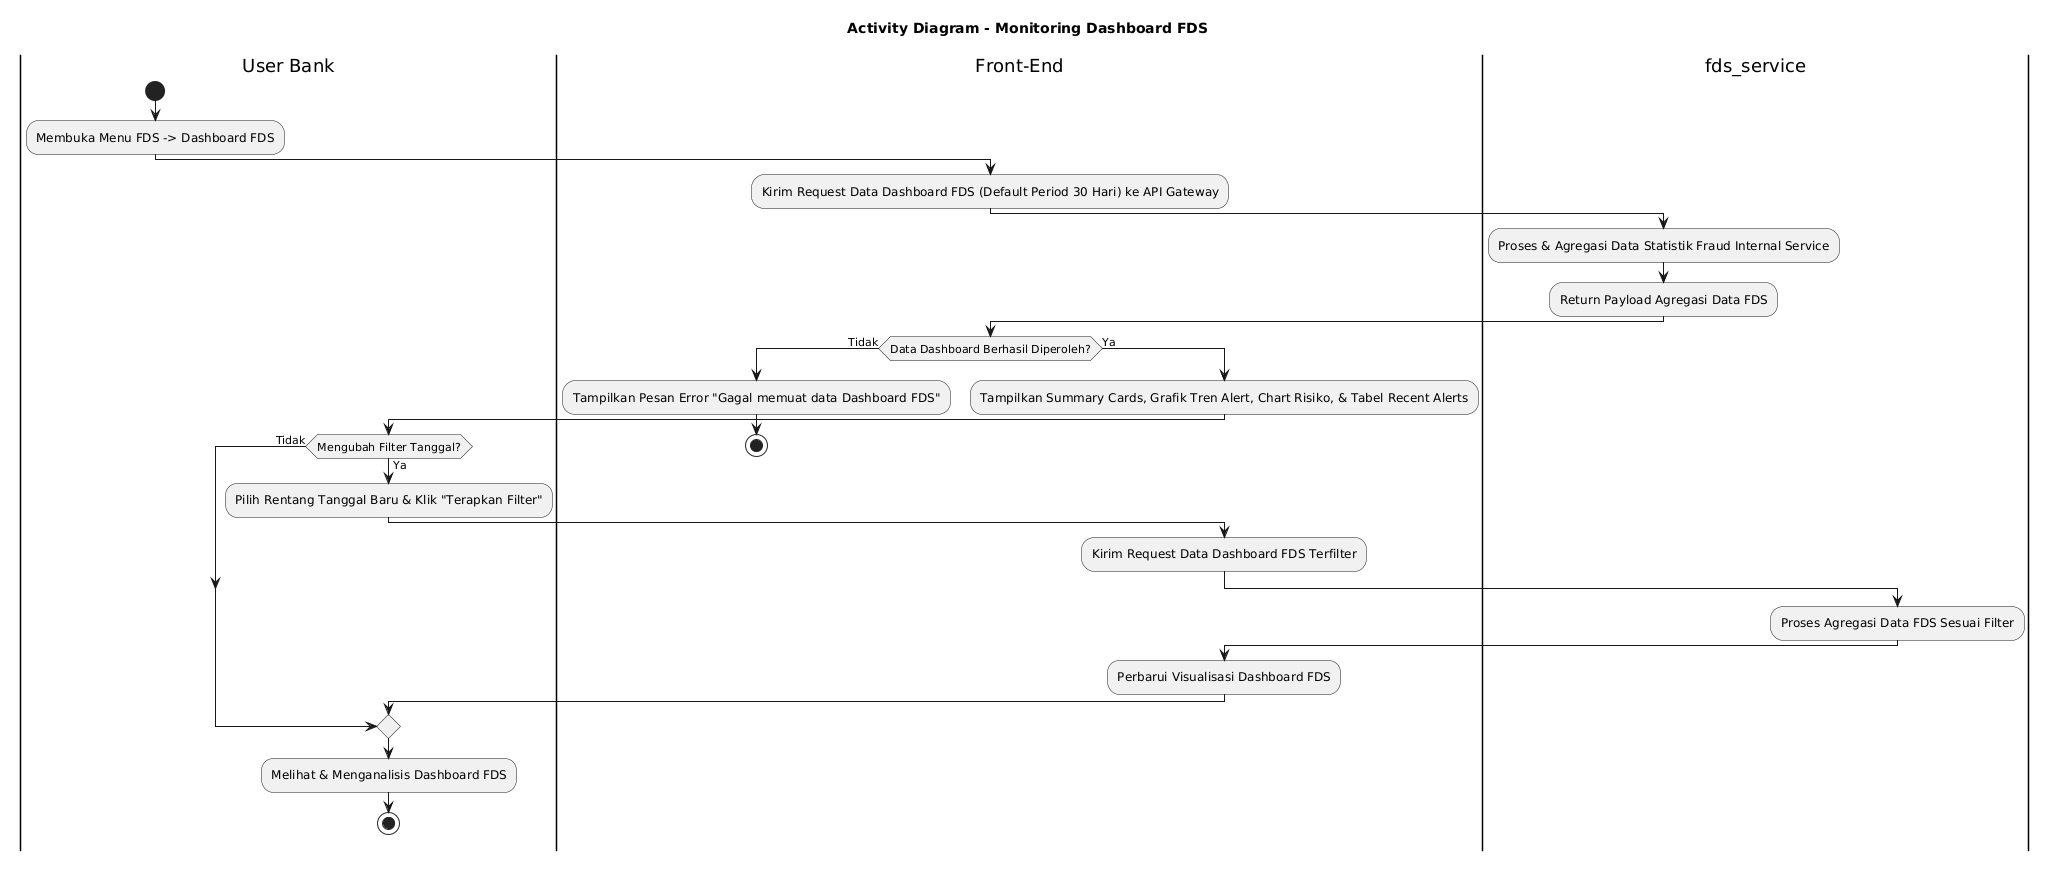 Activity Diagram - Monitoring Dashboard FDS
User Bank
Front-End
fds_service
Membuka Menu FDS -> Dashboard FDS
Kirim Request Data Dashboard FDS (Default Period 30 Hari) ke API Gateway
Proses & Agregasi Data Statistik Fraud Internal Service
Return Payload Agregasi Data FDS
Tidak
Data Dashboard Berhasil Diperoleh?
Ya
Tampilkan Pesan Error "Gagal memuat data Dashboard FDS"
Tampilkan Summary Cards, Grafik Tren Alert, Chart Risiko, & Tabel Recent Alerts
Tidak
Mengubah Filter Tanggal?
Ya
Pilih Rentang Tanggal Baru & Klik "Terapkan Filter"
Kirim Request Data Dashboard FDS Terfilter
Proses Agregasi Data FDS Sesuai Filter
Perbarui Visualisasi Dashboard FDS
Melihat & Menganalisis Dashboard FDS